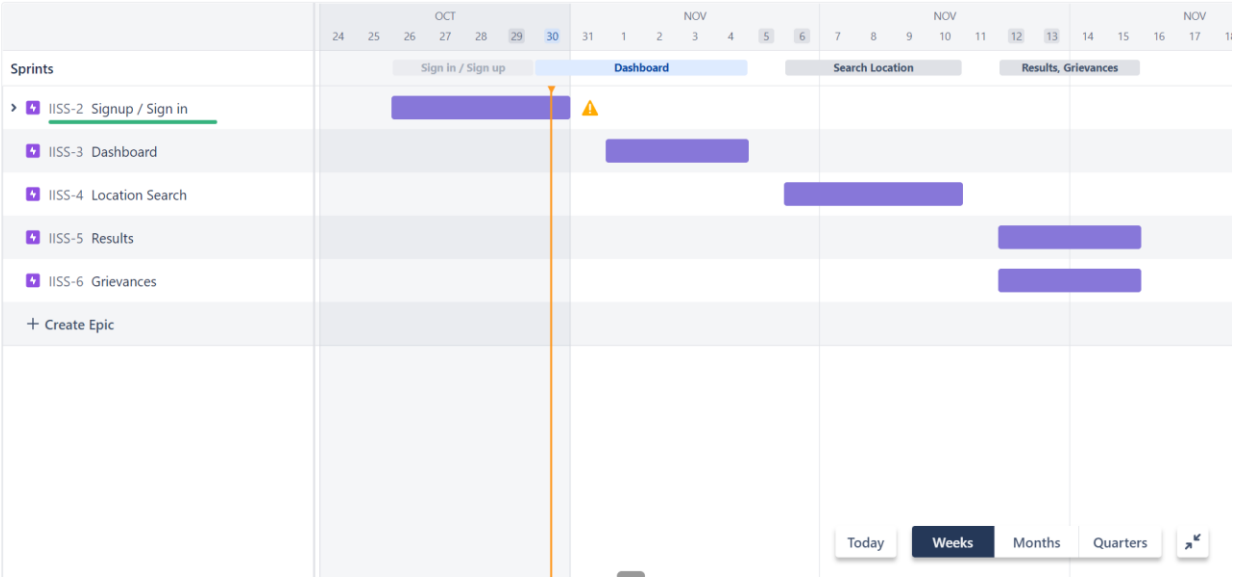 OCT NOV NOV NOV
24 25 26 27 28 29 30 31 1 2 3 4 5 6 7 8 9 10 11 12 13 14 15 16 17
Sprints Sign in / Sign up Dashboard Search Location Results, Grievances
IISS-2 Signup / Sign in
IISS-3 Dashboard
IISS-4 Location Search
IISS-5 Results
IISS-6 Grievances
+ Create Epic
Today Weeks Months Quarters